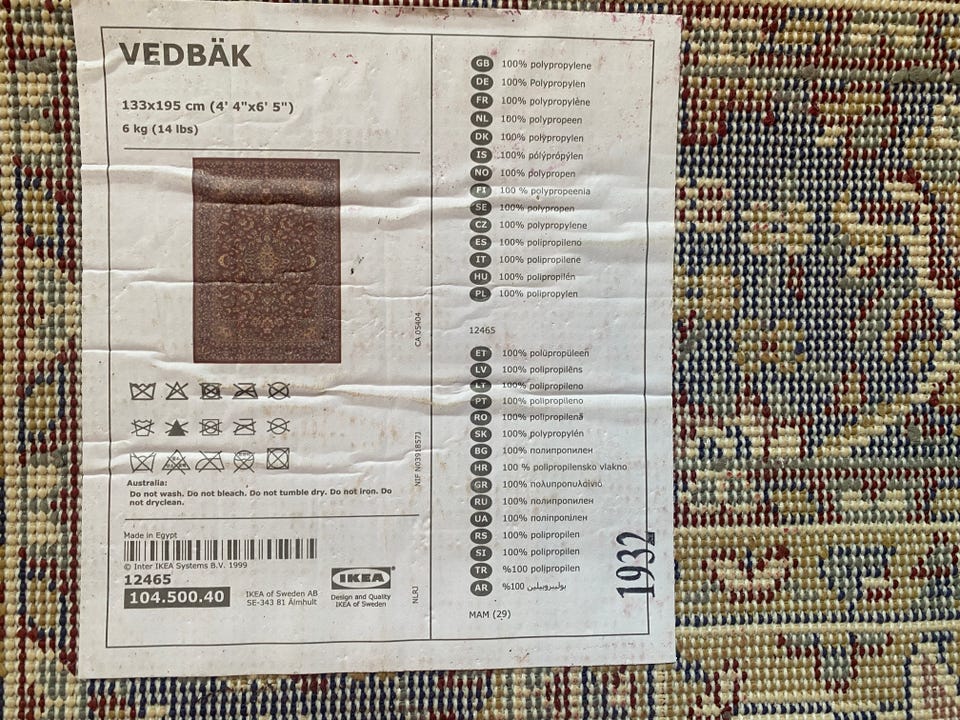 VEDBÄK
133x195 cm (4' 4"x6' 5")
6 kg (14 lbs)
CA 05404
NIF N0391857J
Australia:
Do not wash. Do not bleach. Do not tumble dry. Do not iron. Do
not dryclean.
Made in Egypt
© Inter IKEA Systems B.V. 1999
12465
104.500.40
IKEA of Sweden AB
SE-343 81 Älmhult
IKEA
Design and Quality
IKEA of Sweden
NLRJ
GB 100% polypropylene
DE 100% Polypropylen
FR 100% polypropylène
NL 100% polypropeen
DK 100% polypropylen
IS 100% pólýprópýlen
NO 100% polypropen
FI 100 % polypropeenia
SE 100% polypropen
CZ 100% polypropylene
ES 100% polipropileno
IT 100% polipropilene
HU 100% polipropilén
PL 100% polipropylen
12465
ET 100% polüpropüleen
LV 100% polipropilēns
LT 100% polipropileno
PT 100% polipropileno
RO 100% polipropilenă
SK 100% polypropylén
BG 100% полипропилен
HR 100 % polipropilensko vlakno
GR 100% πολυπροπυλαίνιο
RU 100% полипропилен
UA 100% поліпропілен
RS 100% polipropilen
SI 100% polipropilen
TR %100 polipropilen
AR %100 بوليبروبيلين
MAM (29)
1932